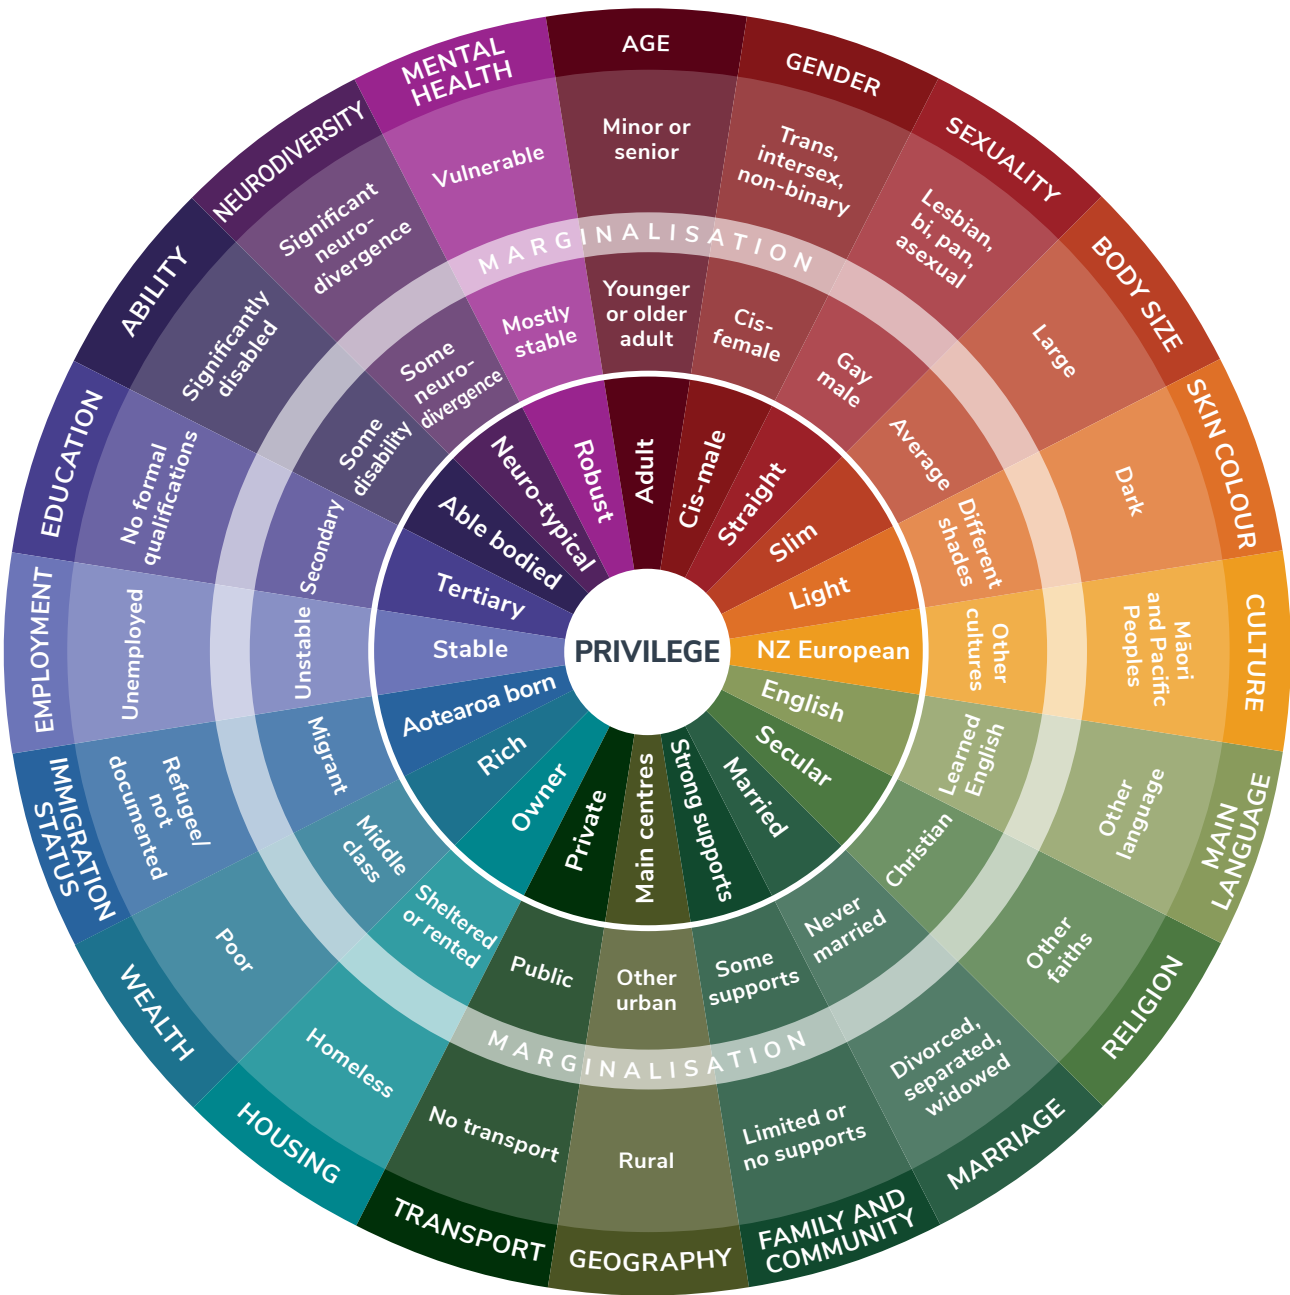 AGE
Minor or
senior
Younger
or older
adult
Adult
GENDER
Trans,
intersex,
non-binary
Cis-
female
Cis-male
SEXUALITY
Lesbian,
bi, pan,
asexual
Gay
male
Straight
BODY SIZE
Large
Average
Slim
SKIN COLOUR
Dark
Different
shades
Light
CULTURE
Māori
and Pacific
Peoples
Other
cultures
NZ European
MAIN
LANGUAGE
Other
language
Learned
English
English
RELIGION
Other
faiths
Christian
Secular
MARRIAGE
Divorced,
separated,
widowed
Never
married
Married
FAMILY AND
COMMUNITY
Limited or
no supports
Some
supports
Strong supports
GEOGRAPHY
Rural
Other
urban
Main centres
TRANSPORT
No transport
Public
Private
HOUSING
Homeless
Sheltered
or rented
Owner
WEALTH
Poor
Middle
class
Rich
IMMIGRATION
STATUS
Refugee/
not
documented
Migrant
Aotearoa born
EMPLOYMENT
Unemployed
Unstable
Stable
EDUCATION
No formal
qualifications
Secondary
Tertiary
ABILITY
Significantly
disabled
Some
disability
Able bodied
NEURODIVERSITY
Significant
neuro-
divergence
Some
neuro-
divergence
Neuro-typical
MENTAL
HEALTH
Vulnerable
Mostly
stable
Robust
MARGINALISATION
MARGINALISATION
PRIVILEGE